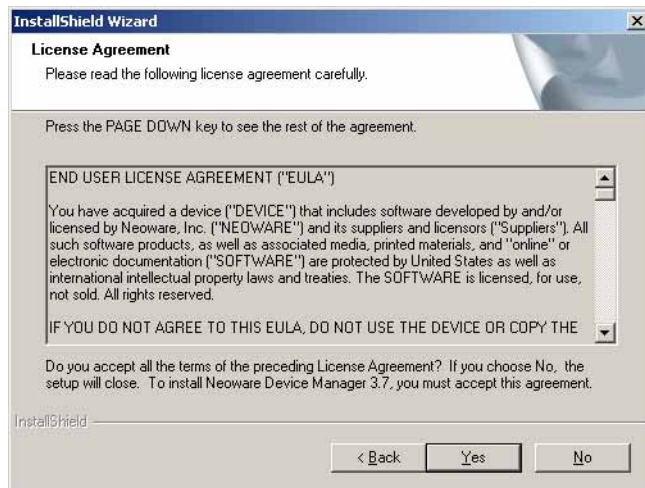 InstallShield Wizard
License Agreement
Please read the following license agreement carefully.
Press the PAGE DOWN key to see the rest of the agreement.
END USER LICENSE AGREEMENT ("EULA")
You have acquired a device ("DEVICE") that includes software developed by and/or
licensed by Neoware, Inc. ("NEOWARE") and its suppliers and licensors ("Suppliers"). All
such software products, as well as associated media, printed materials, and "online" or
electronic documentation ("SOFTWARE") are protected by United States as well as
international intellectual property laws and treaties. The SOFTWARE is licensed, for use,
not sold. All rights reserved.
IF YOU DO NOT AGREE TO THIS EULA, DO NOT USE THE DEVICE OR COPY THE
Do you accept all the terms of the preceding License Agreement? If you choose No, the
setup will close. To install Neoware Device Manager 3.7, you must accept this agreement.
InstallShield
< Back
Yes
No